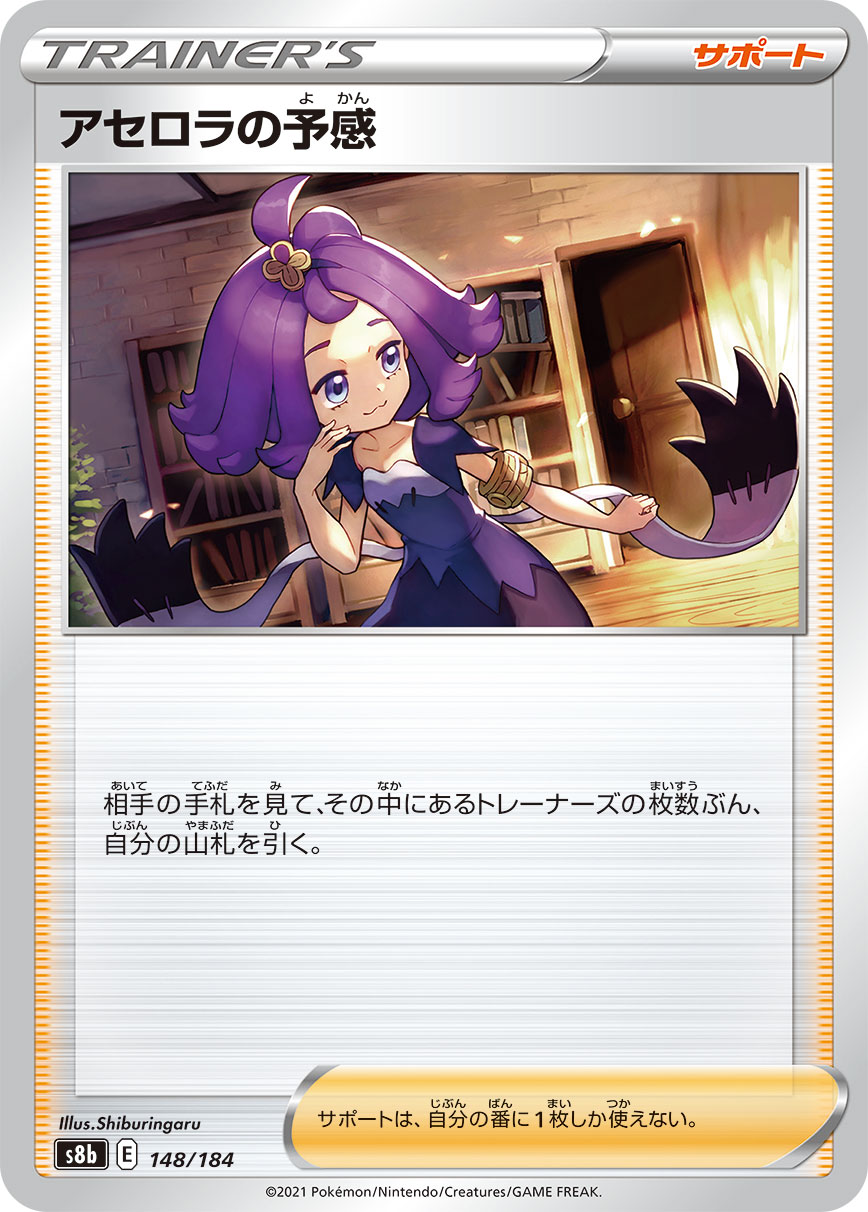 TRAINER'S サポート
よ かん
アセロラの予感
あいて てふだ み なか まいすう
相手の手札を見て、その中にあるトレーナーズの枚数ぶん、
じぶん やまふだ ひ
自分の山札を引く。
じぶん ばん まい つか
サポートは、自分の番に1枚しか使えない。
Illus.Shiburingaru
s8b E 148/184
©2021 Pokémon/Nintendo/Creatures/GAME FREAK.